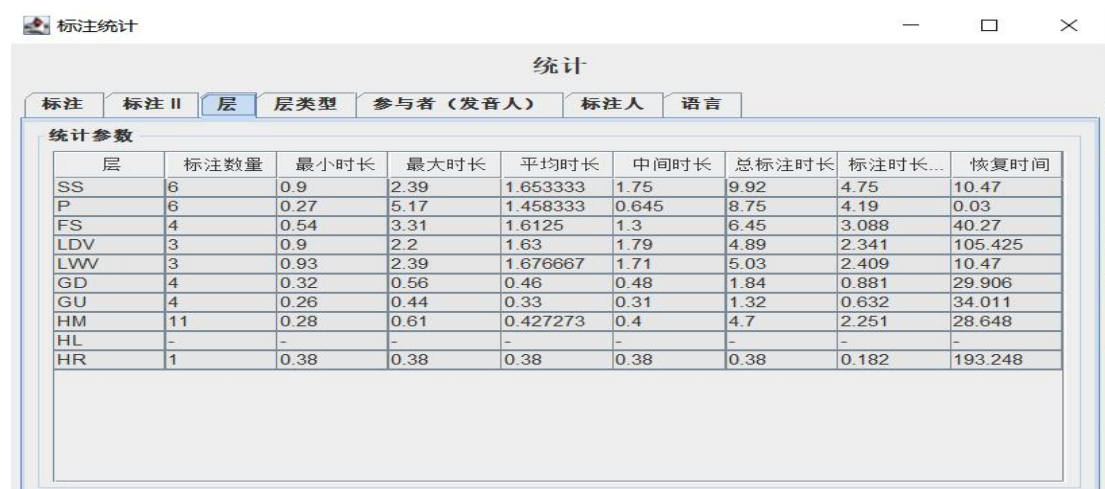 标注统计
统计
标注 标注 II 层 层类型 参与者（发音人） 标注人 语言
统计参数
层 标注数量 最小时长 最大时长 平均时长 中间时长 总标注时长 标注时长... 恢复时间
SS 6 0.9 2.39 1.653333 1.75 9.92 4.75 10.47
P 6 0.27 5.17 1.458333 0.645 8.75 4.19 0.03
FS 4 0.54 3.31 1.6125 1.3 6.45 3.088 40.27
LDV 3 0.9 2.2 1.63 1.79 4.89 2.341 105.425
LWV 3 0.93 2.39 1.676667 1.71 5.03 2.409 10.47
GD 4 0.32 0.56 0.46 0.48 1.84 0.881 29.906
GU 4 0.26 0.44 0.33 0.31 1.32 0.632 34.011
HM 11 0.28 0.61 0.427273 0.4 4.7 2.251 28.648
HL - - - - - - - -
HR 1 0.38 0.38 0.38 0.38 0.38 0.182 193.248